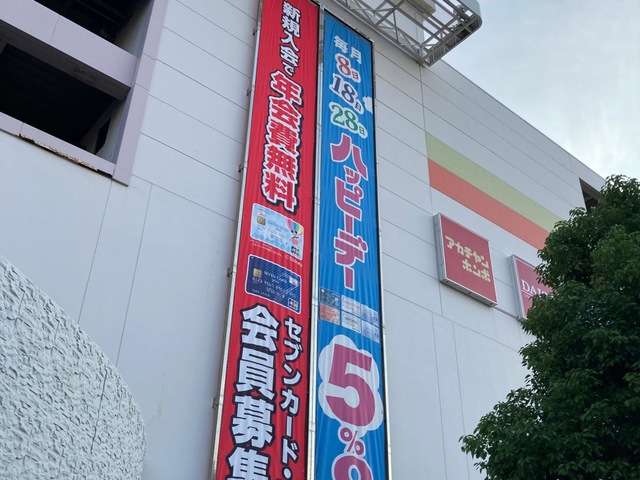 新規入会で
年会費無料
セブンカード・
会員募集
毎月
8日
18日
28日
ハッピーデー
5%
アカチャン
ホンポ
DA